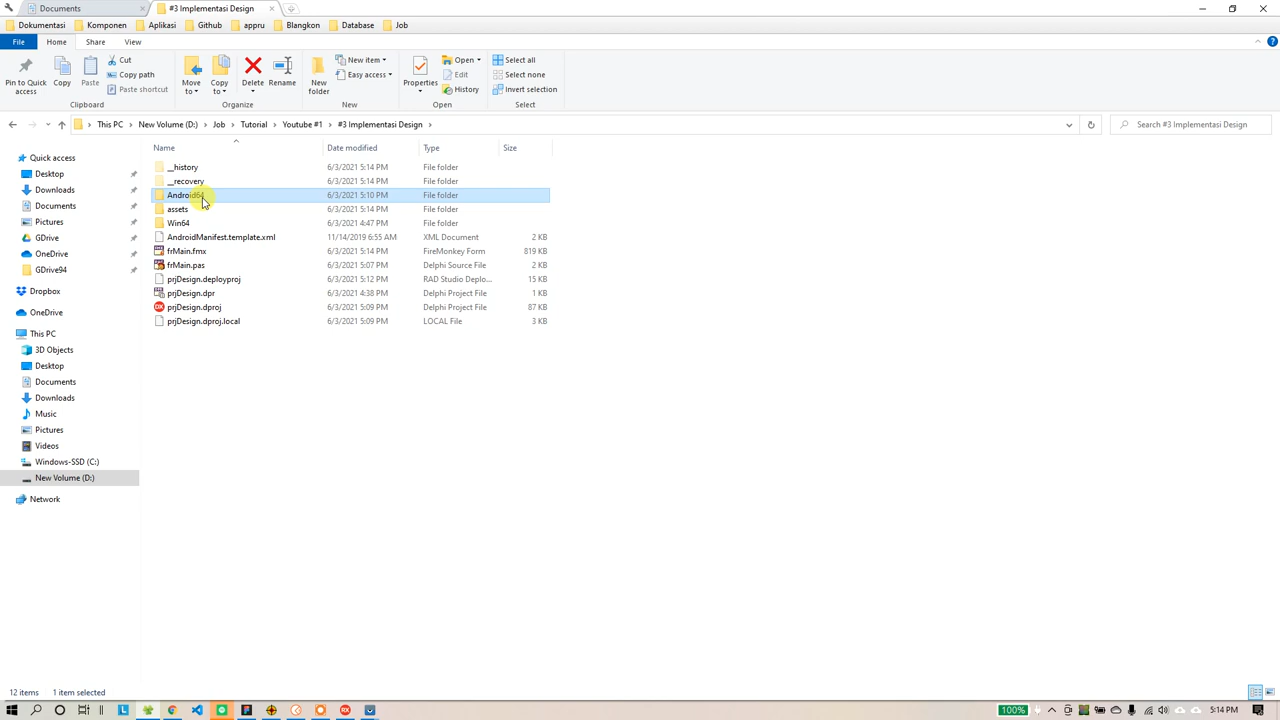 Documents × #3 Implementasi Design ×
Dokumentasi Komponen Aplikasi Github appru Blangkon Database Job
File Home Share View
Pin to Quick access
Copy
Paste
Cut
Copy path
Paste shortcut
Clipboard
Move to
Copy to
Delete
Rename
Organize
New folder
New item
Easy access
New
Properties
Open
Edit
History
Open
Select all
Select none
Invert selection
Select
This PC New Volume (D:) Job Tutorial Youtube #1 #3 Implementasi Design
Search #3 Implementasi Design
Quick access
Desktop
Downloads
Documents
Pictures
GDrive
OneDrive
GDrive94
Dropbox
OneDrive
This PC
3D Objects
Desktop
Documents
Downloads
Music
Pictures
Videos
Windows-SSD (C:)
New Volume (D:)
Network
Name Date modified Type Size
__history 6/3/2021 5:14 PM File folder
__recovery 6/3/2021 5:14 PM File folder
Android64 6/3/2021 5:10 PM File folder
assets 6/3/2021 5:14 PM File folder
Win64 6/3/2021 4:47 PM File folder
AndroidManifest.template.xml 11/14/2019 6:55 AM XML Document 2 KB
frMain.fmx 6/3/2021 5:14 PM FireMonkey Form 819 KB
frMain.pas 6/3/2021 5:07 PM Delphi Source File 2 KB
prjDesign.deployproj 6/3/2021 5:12 PM RAD Studio Deplo... 15 KB
prjDesign.dpr 6/3/2021 4:38 PM Delphi Project File 1 KB
prjDesign.dproj 6/3/2021 5:09 PM Delphi Project File 87 KB
prjDesign.dproj.local 6/3/2021 5:09 PM LOCAL File 3 KB
12 items 1 item selected
100% 5:14 PM